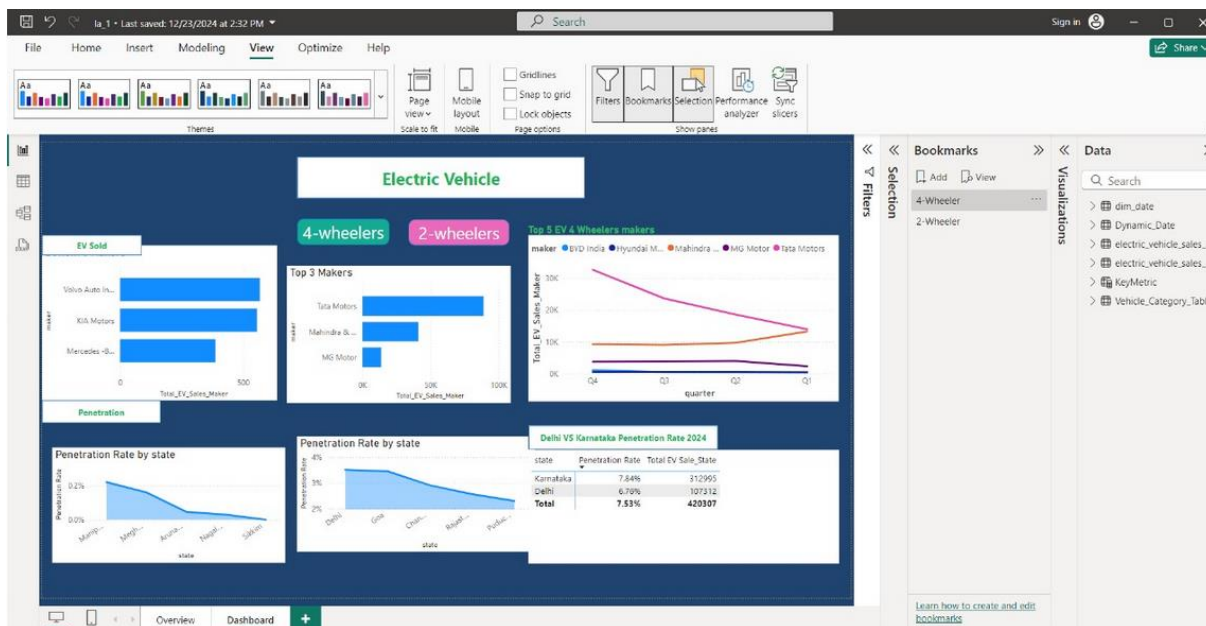 la_1 • Last saved: 12/23/2024 at 2:32 PM
Search
Sign in
File Home Insert Modeling View Optimize Help
Share
Aa Aa Aa Aa Aa Aa
Page view
Mobile layout
Gridlines
Snap to grid
Lock objects
Filters Bookmarks Selection Performance analyzer Sync slicers
Themes Scale to fit Mobile Page options Show panes
Electric Vehicle
4-wheelers 2-wheelers
EV Sold
Volvo Auto In...
KIA Motors
Mercedes -B...
maker
0 500
Total_EV_Sales_Maker
Top 3 Makers
Tata Motors
Mahindra &...
MG Motor
maker
0K 50K 100K
Total_EV_Sales_Maker
Top 5 EV 4 Wheelers makers
maker BYD India Hyundai M... Mahindra ... MG Motor Tata Motors
Total_EV_Sales_Maker
30K
20K
10K
0K
Q4 Q3 Q2 Q1
quarter
Penetration
Penetration Rate by state
Penetration Rate
0.2%
0.0%
Manip... Megh... Aruna... Nagal... Sikkim
state
Penetration Rate by state
Penetration Rate
4%
3%
2%
Delhi Goa Chan... Rajast... Puduc...
state
Delhi VS Karnataka Penetration Rate 2024
state Penetration Rate Total EV Sale_State
Karnataka 7.84% 312995
Delhi 6.76% 107312
Total 7.53% 420307
Filters
Selection
Bookmarks
Add View
4-Wheeler
2-Wheeler
Learn how to create and edit
bookmarks
Visualizations
Data
Search
dim_date
Dynamic_Date
electric_vehicle_sales_
electric_vehicle_sales_
KeyMetric
Vehicle_Category_Tabl
Overview Dashboard +